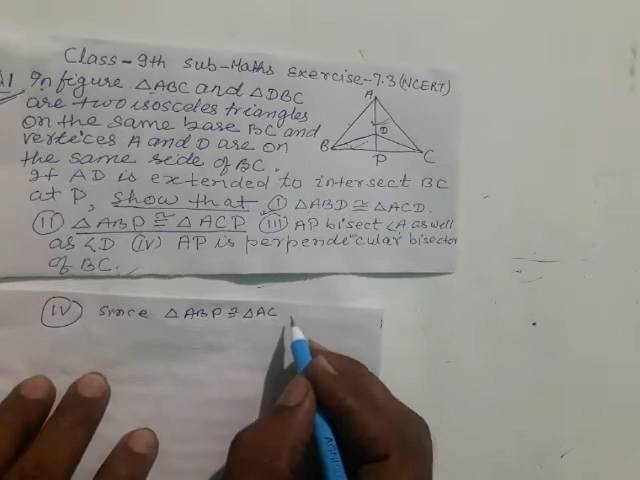 Class-9th sub-Maths exercise-7.3 (NCERT)
Q1 In figure △ABC and △DBC
are two isosceles triangles
on the same base BC and
vertices A and D are on
the same side of BC.
If AD is extended to intersect BC
at P, show that (I) △ABD ≅ △ACD.
(II) △ABP ≅ △ACP (III) AP bisect ∠A as well
as ∠D (IV) AP is perpendicular bisector
of BC.
A
D
B
P
C
(IV) Since △ABP ≅ △AC